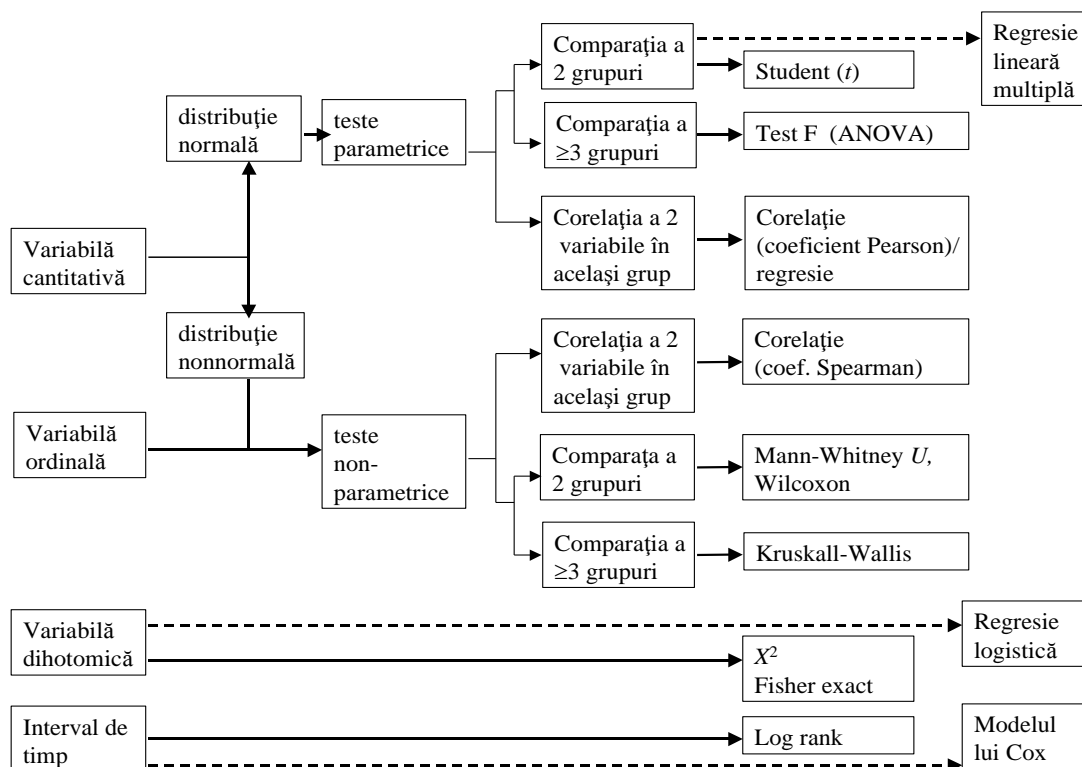 Comparaţia a
2 grupuri
Regresie
lineară
multiplă
Student (t)
distribuţie
normală
teste
parametrice
Comparaţia a
≥3 grupuri
Test F (ANOVA)
Variabilă
cantitativă
Corelaţia a 2
variabile în
acelaşi grup
Corelaţie
(coeficient Pearson)/
regresie
distribuţie
nonnormală
Corelaţia a 2
variabile în
acelaşi grup
Corelaţie
(coef. Spearman)
Variabilă
ordinală
teste
non-
parametrice
Comparaţa a
2 grupuri
Mann-Whitney U,
Wilcoxon
Comparaţia a
≥3 grupuri
Kruskall-Wallis
Variabilă
dihotomică
Regresie
logistică
X²
Fisher exact
Interval de
timp
Log rank
Modelul
lui Cox